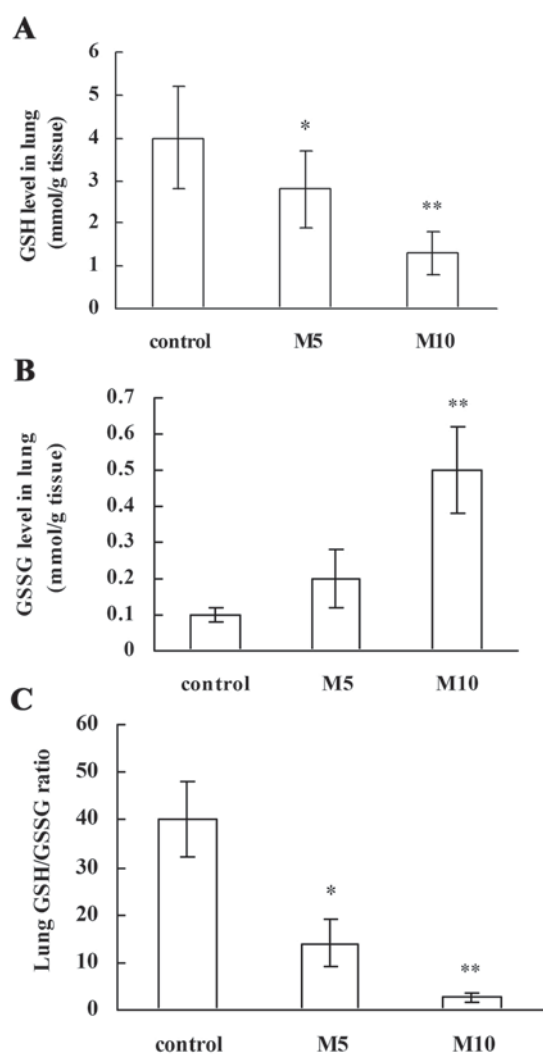 A
GSH level in lung
(mmol/g tissue)
6
5
4
3
2
1
0
*
**
control M5 M10
B
GSSG level in lung
(mmol/g tissue)
0.7
0.6
0.5
0.4
0.3
0.2
0.1
0
**
control M5 M10
C
Lung GSH/GSSG ratio
60
50
40
30
20
10
0
*
**
control M5 M10